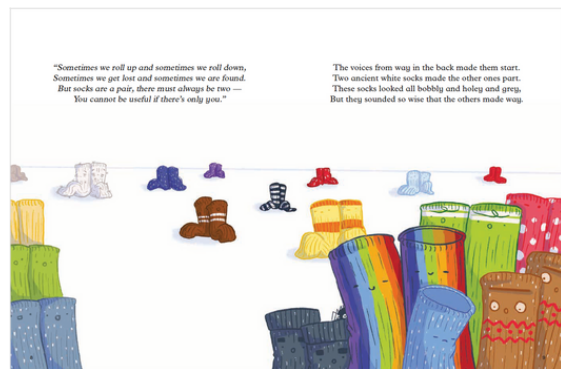 “Sometimes we roll up and sometimes we roll down,
Sometimes we get lost and sometimes we are found.
But socks are a pair, there must always be two —
You cannot be useful if there’s only you.”
The voices from way in the back made them start.
Two ancient white socks made the other ones part.
These socks looked all bobbly and holey and grey,
But they sounded so wise that the others made way.